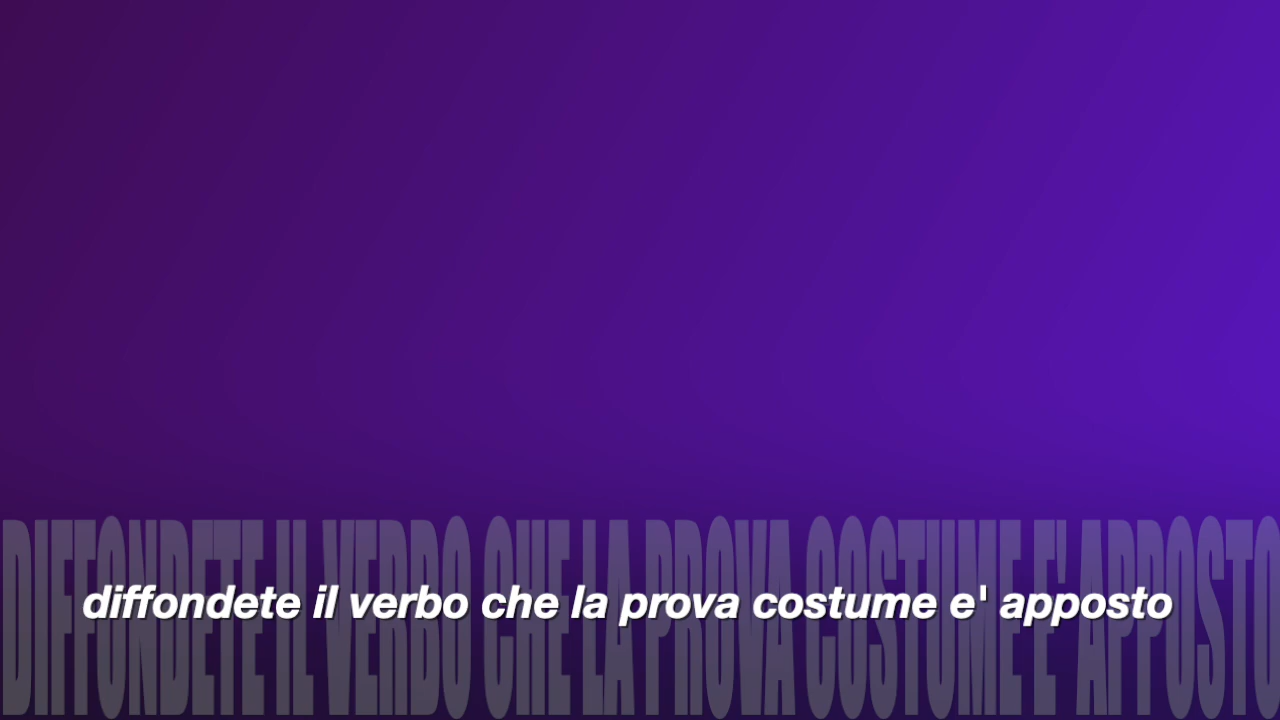 DIFFONDETE IL VERBO CHE LA PROVA COSTUME E' APPOSTO
diffondete il verbo che la prova costume e' apposto